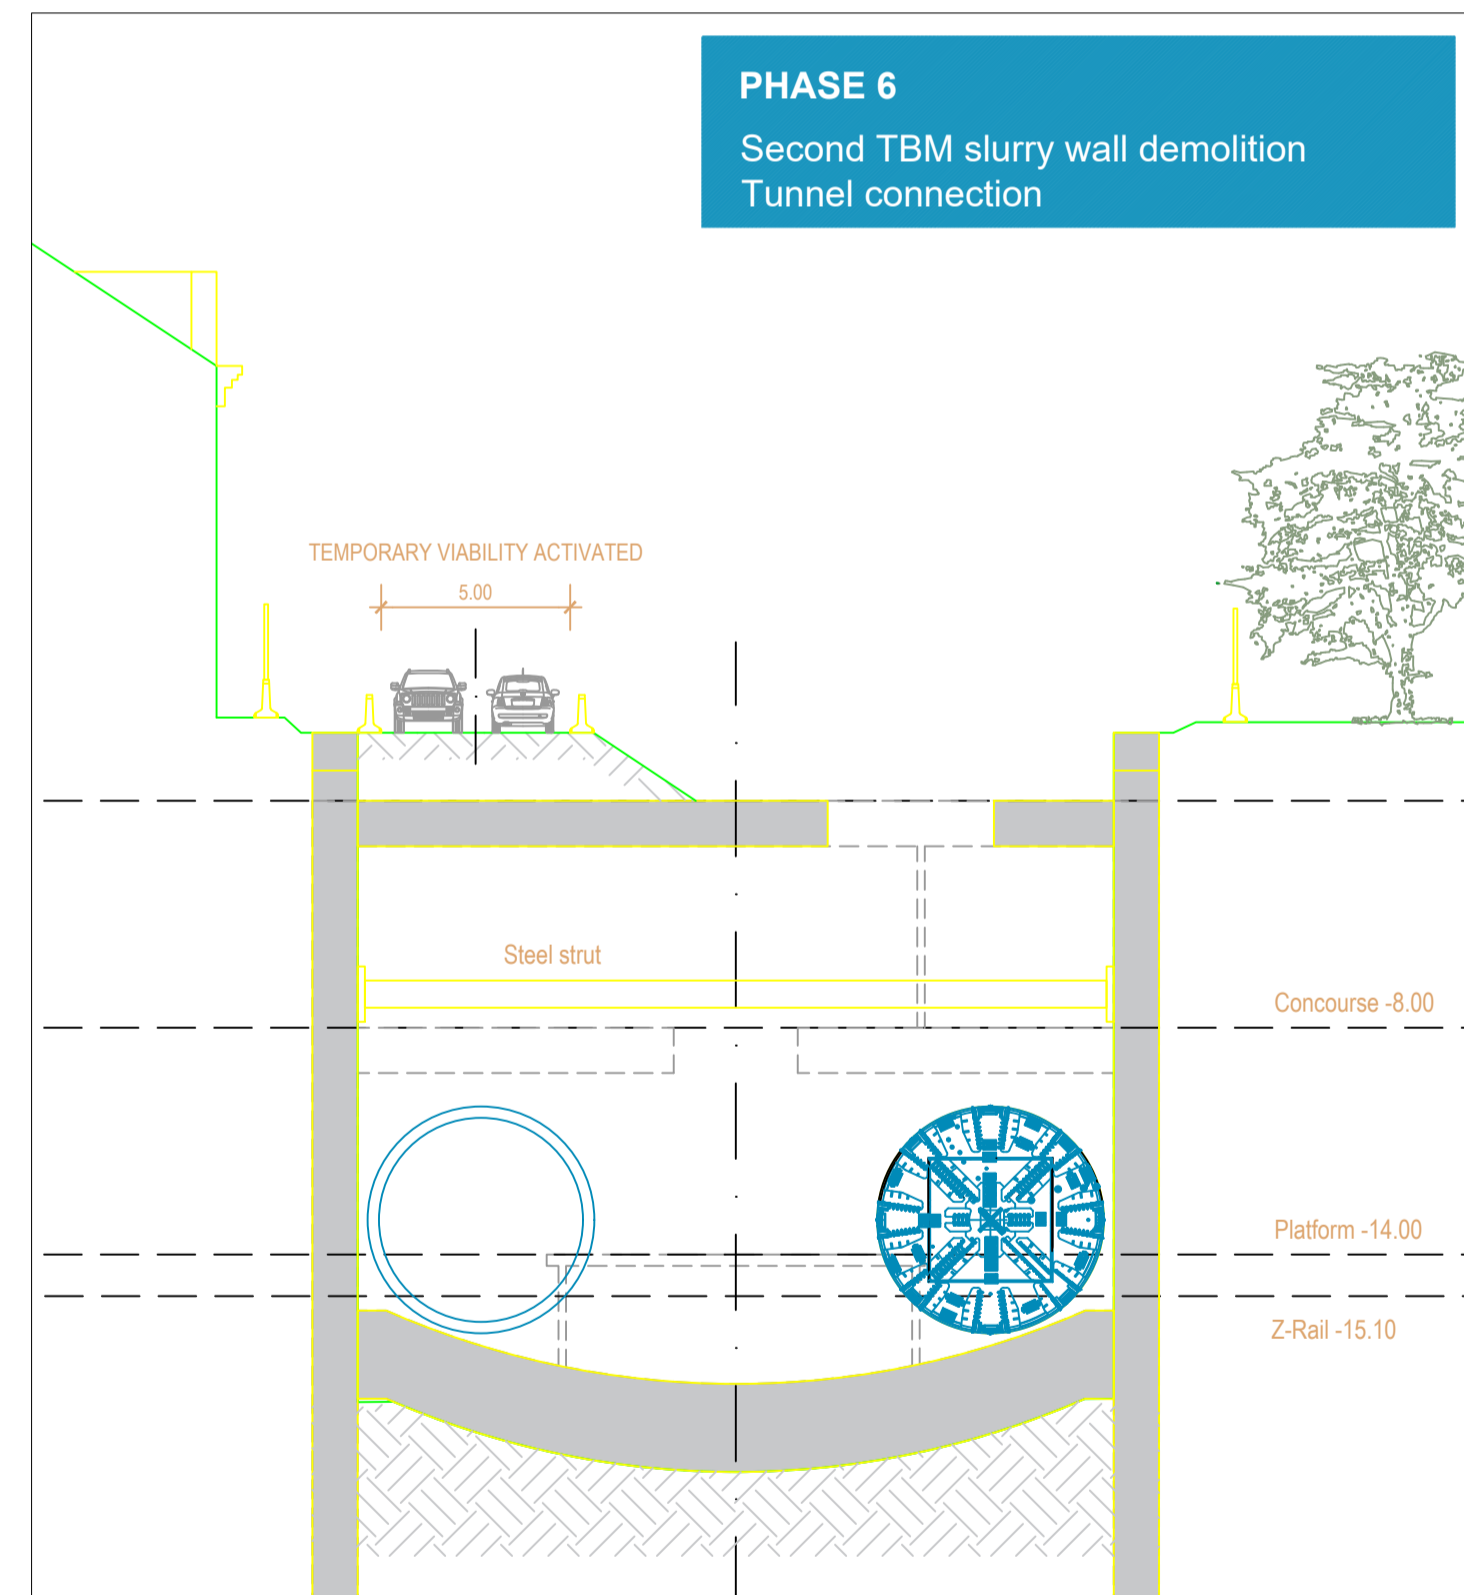 PHASE 6
Second TBM slurry wall demolition
Tunnel connection
TEMPORARY VIABILITY ACTIVATED
5.00
Steel strut
Concourse -8.00
Platform -14.00
Z-Rail -15.10